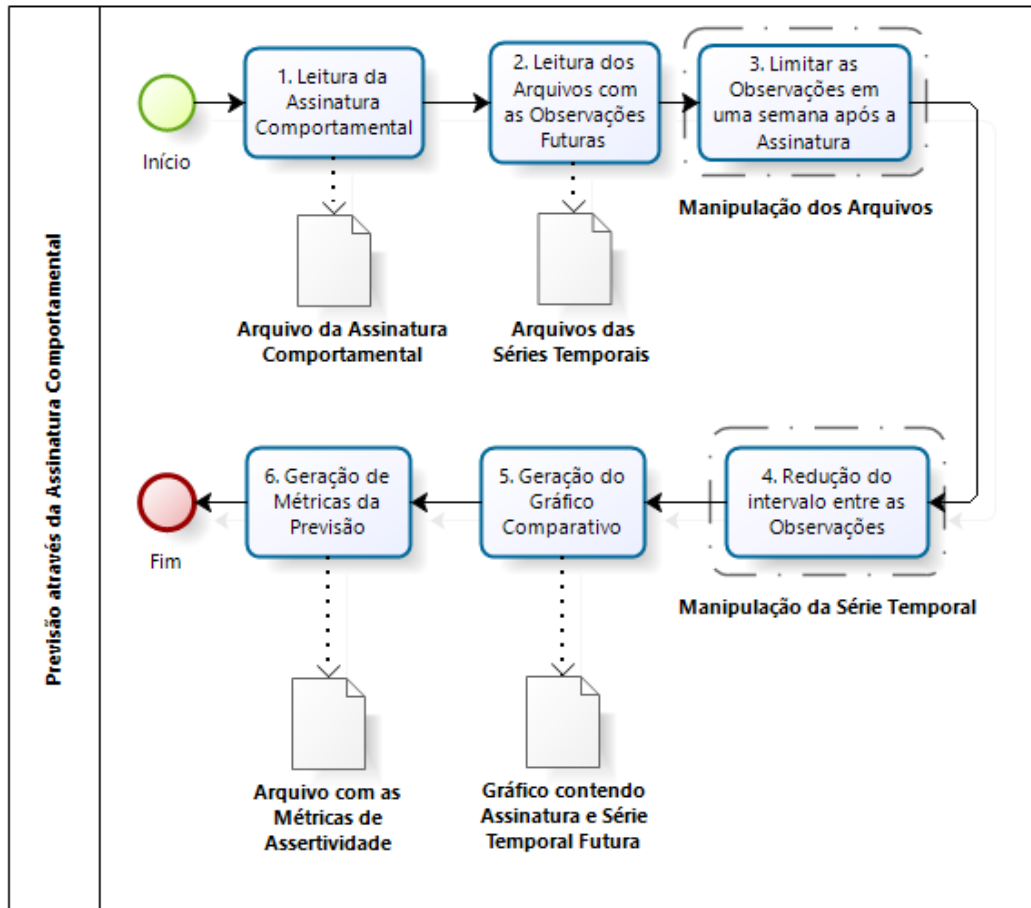 Previsão através da Assinatura Comportamental
Início
1. Leitura da
Assinatura
Comportamental
2. Leitura dos
Arquivos com
as Observações
Futuras
3. Limitar as
Observações em
uma semana após a
Assinatura
Manipulação dos Arquivos
Arquivo da Assinatura
Comportamental
Arquivos das
Séries Temporais
4. Redução do
intervalo entre as
Observações
Manipulação da Série Temporal
5. Geração do
Gráfico
Comparativo
6. Geração de
Métricas da
Previsão
Fim
Gráfico contendo
Assinatura e Série
Temporal Futura
Arquivo com as
Métricas de
Assertividade